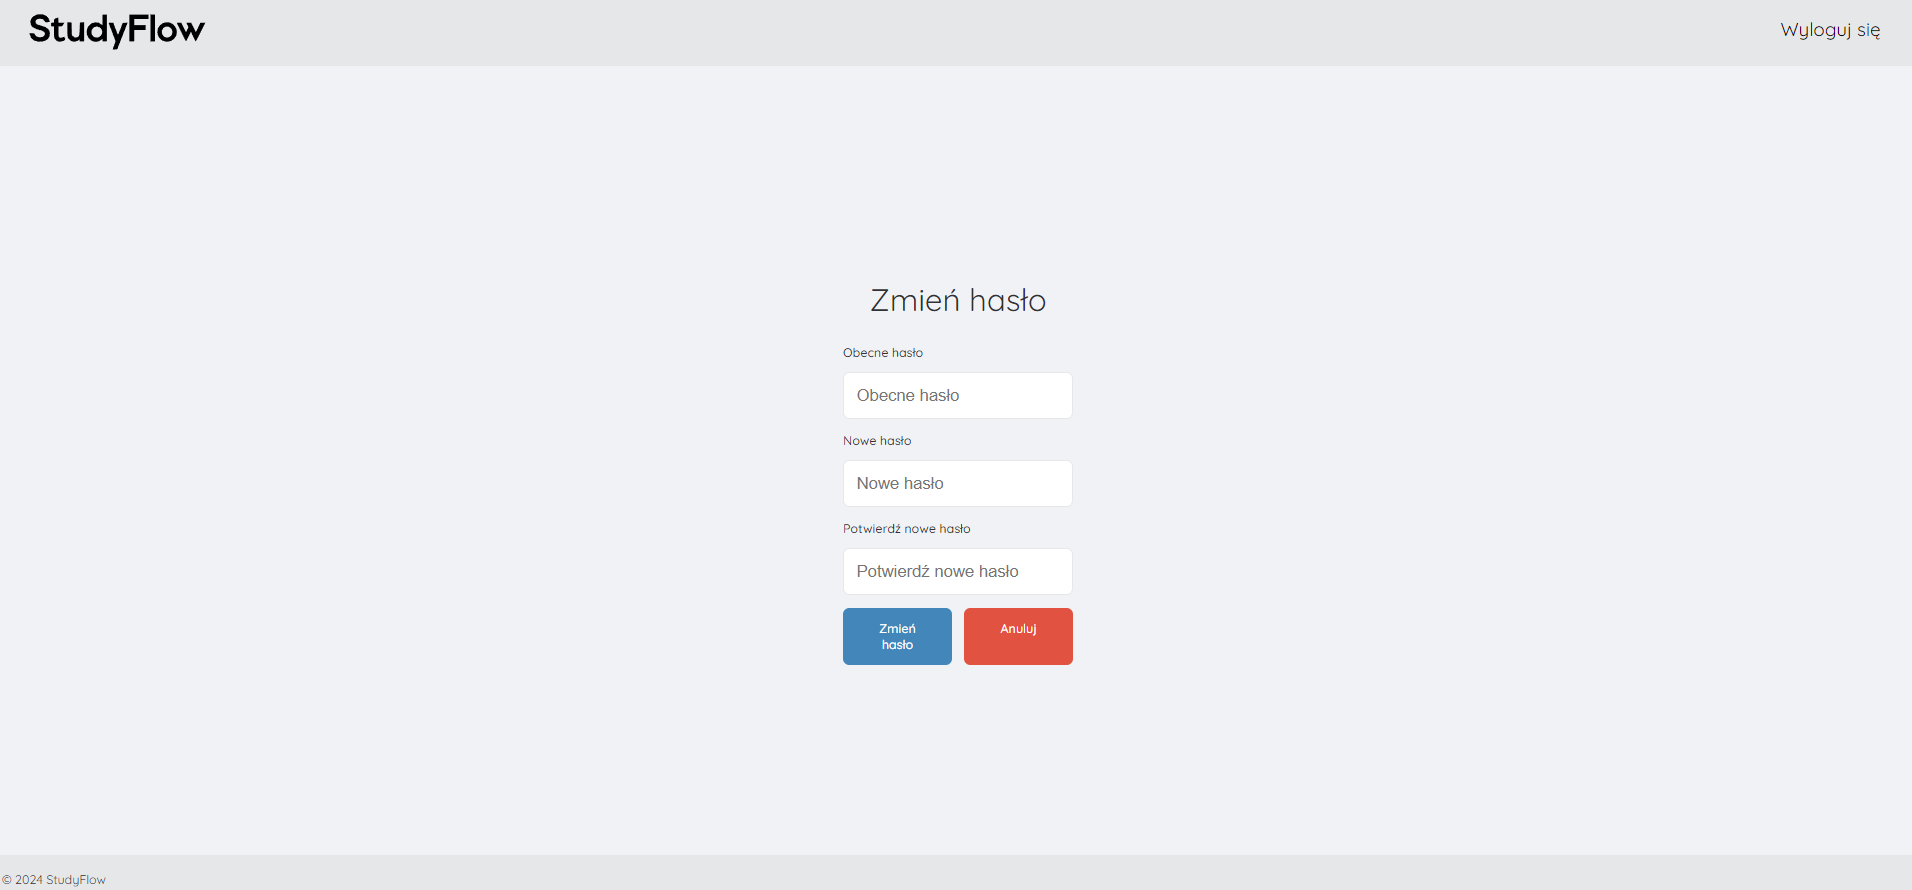 StudyFlow
Wyloguj się
Zmień hasło
Obecne hasło
Obecne hasło
Nowe hasło
Nowe hasło
Potwierdź nowe hasło
Potwierdź nowe hasło
Zmień
hasło
Anuluj
© 2024 StudyFlow